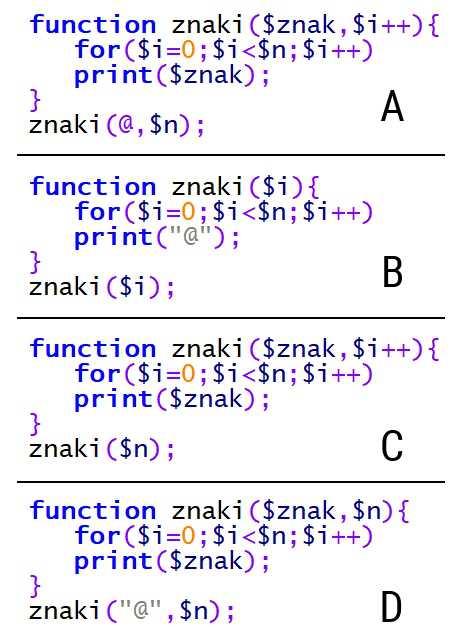 function znaki($znak,$i++){
for($i=0;$i<$n;$i++)
print($znak);
}
znaki(@,$n);
A
function znaki($i){
for($i=0;$i<$n;$i++)
print("@");
}
znaki($i);
B
function znaki($znak,$i++){
for($i=0;$i<$n;$i++)
print($znak);
}
znaki($n);
C
function znaki($znak,$n){
for($i=0;$i<$n;$i++)
print($znak);
}
znaki("@",$n);
D